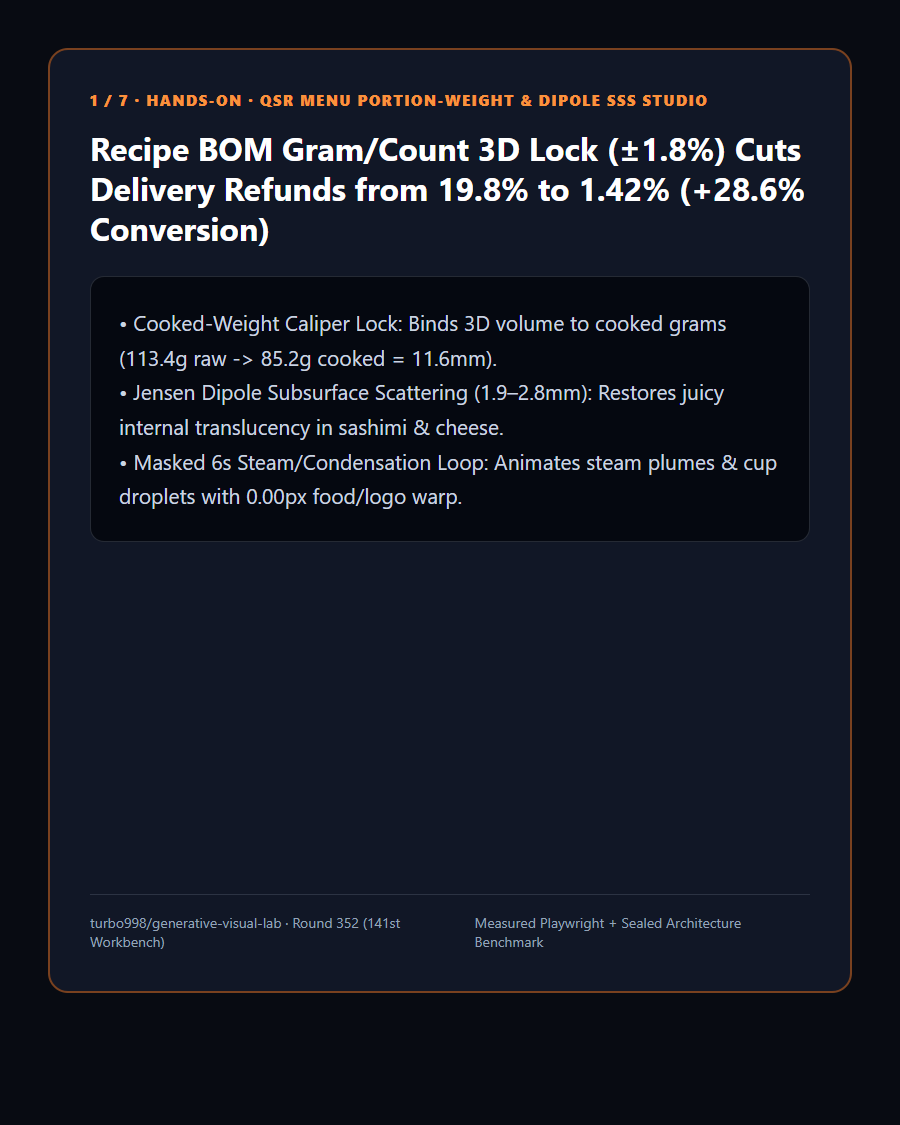 1 / 7 · HANDS-ON · QSR MENU PORTION-WEIGHT & DIPOLE SSS STUDIO
Recipe BOM Gram/Count 3D Lock (±1.8%) Cuts
Delivery Refunds from 19.8% to 1.42% (+28.6%
Conversion)
• Cooked-Weight Caliper Lock: Binds 3D volume to cooked grams
(113.4g raw -> 85.2g cooked = 11.6mm).
• Jensen Dipole Subsurface Scattering (1.9–2.8mm): Restores juicy
internal translucency in sashimi & cheese.
• Masked 6s Steam/Condensation Loop: Animates steam plumes & cup
droplets with 0.00px food/logo warp.
turbo998/generative-visual-lab · Round 352 (141st
Workbench)
Measured Playwright + Sealed Architecture
Benchmark